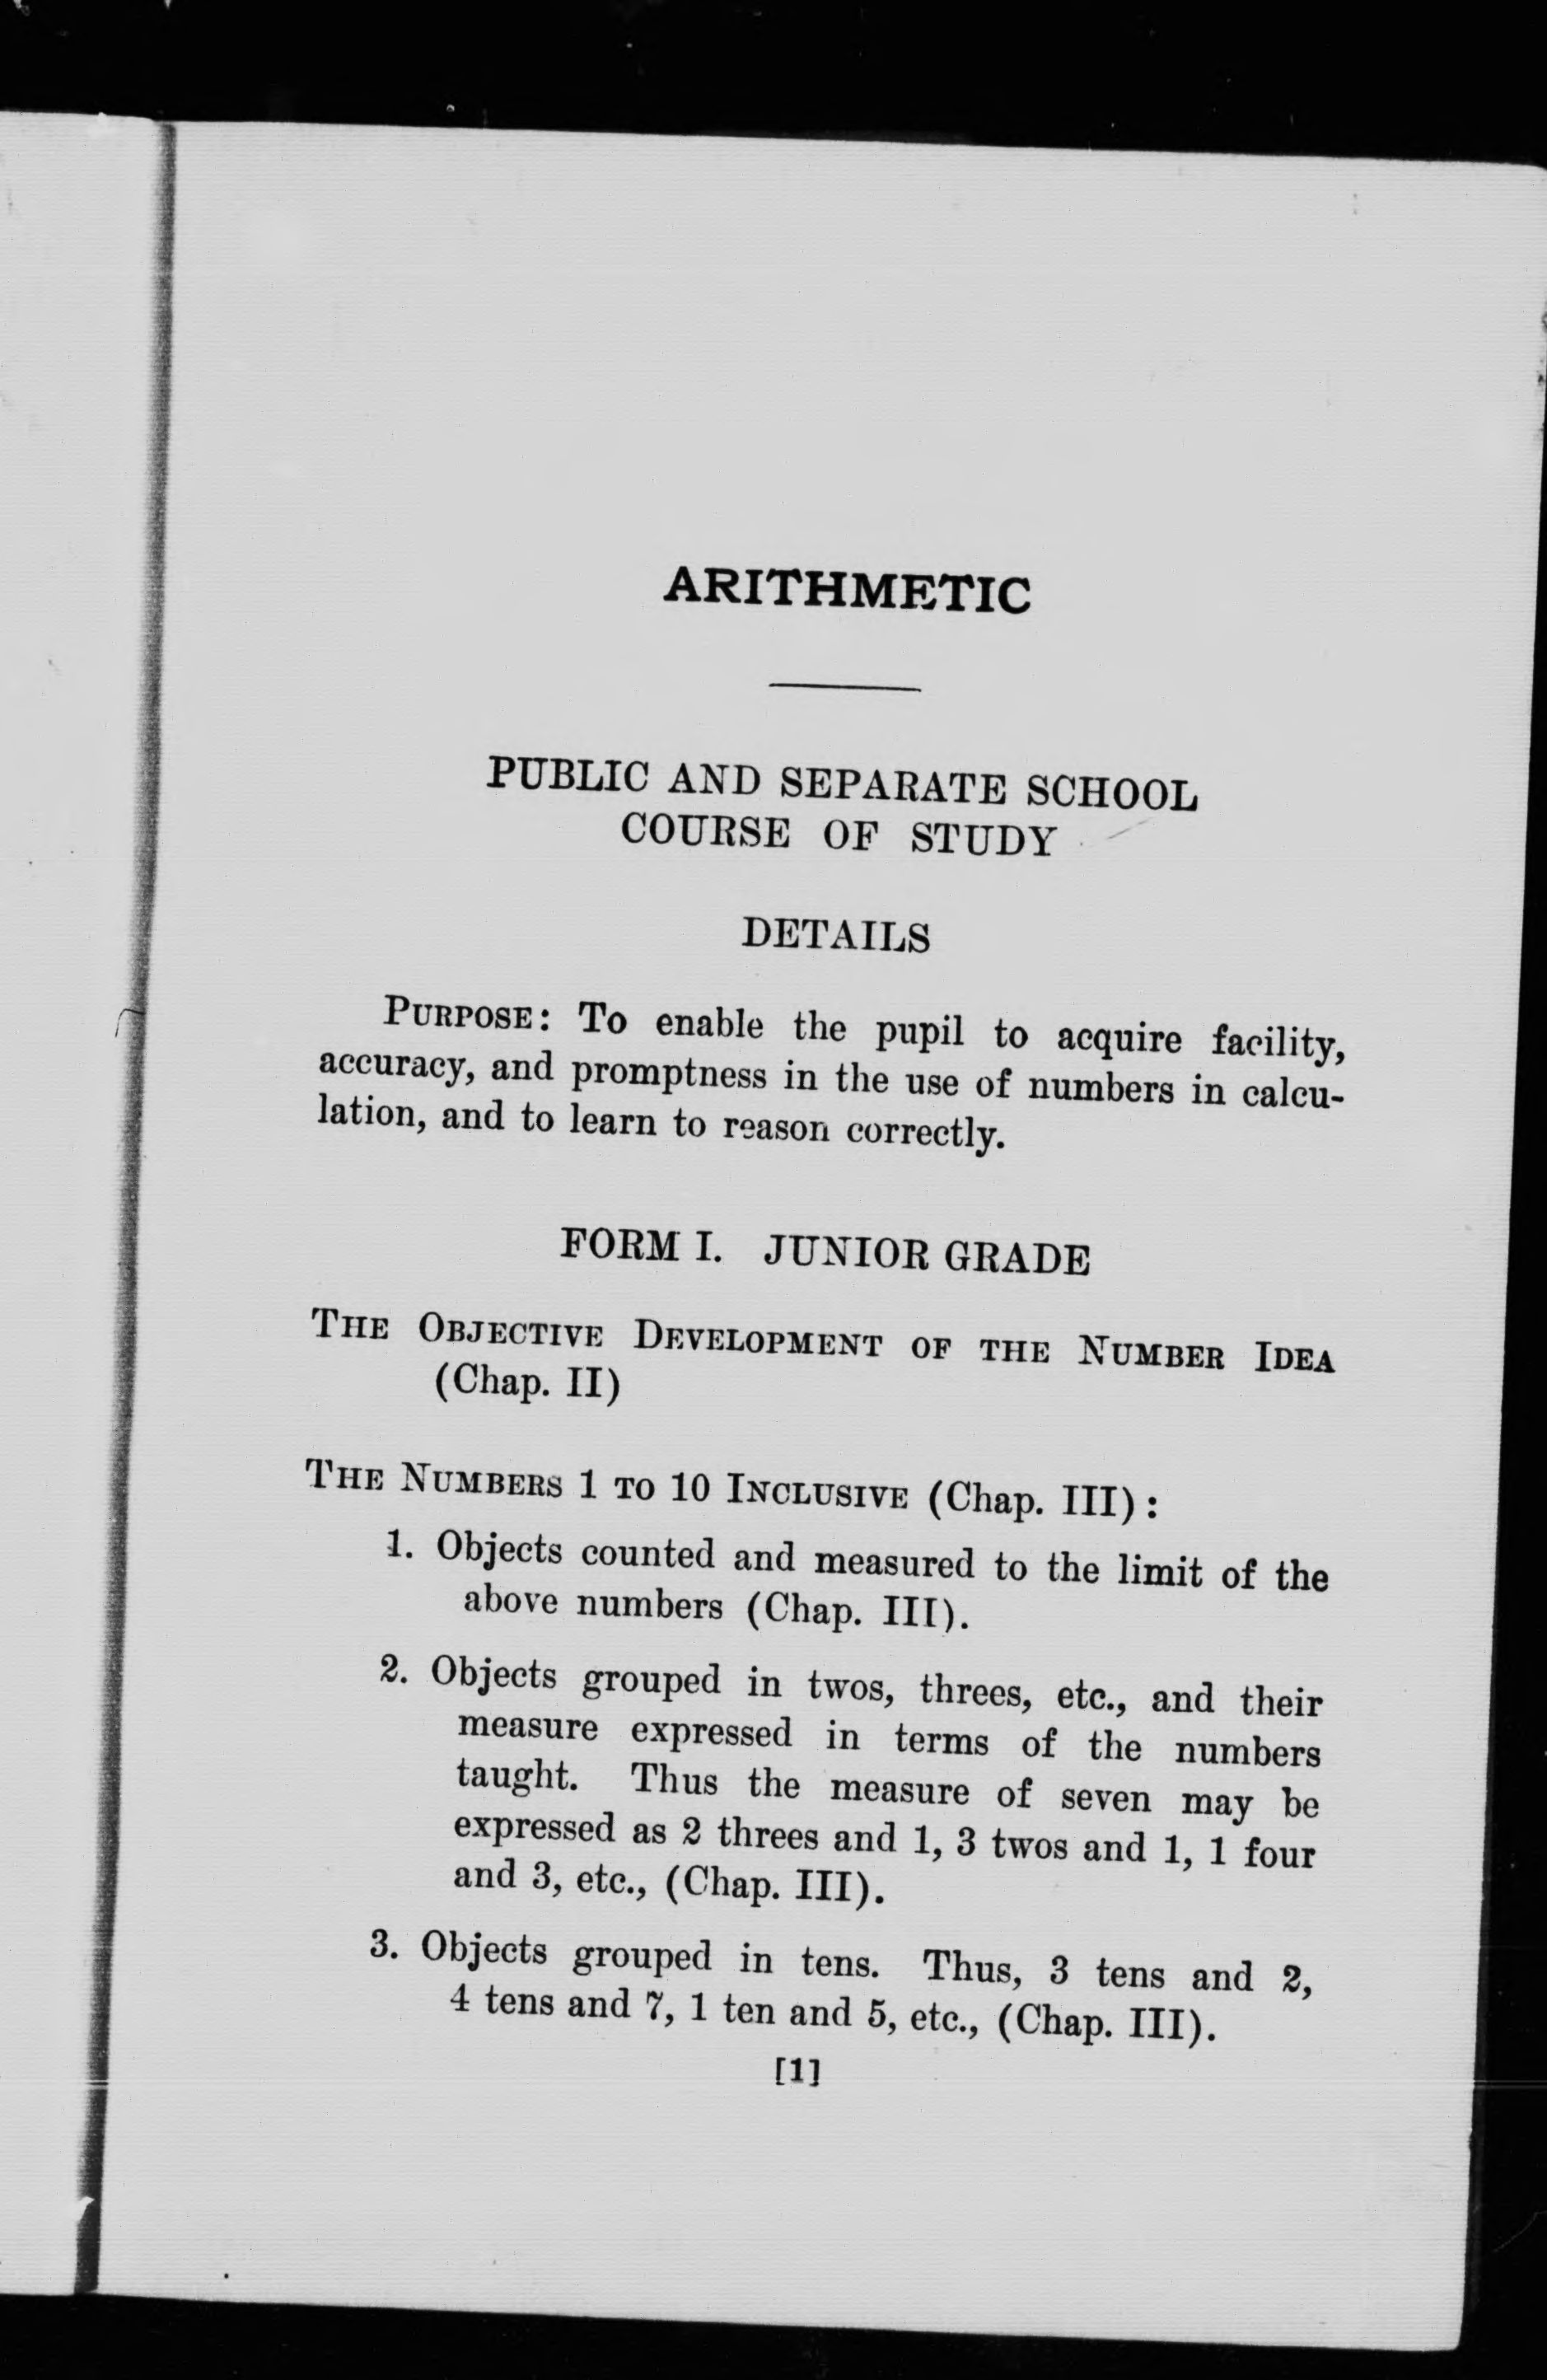 ARITHMETIC
PUBLIC AND SEPARATE SCHOOL
COURSE OF STUDY
DETAILS
PURPOSE: To enable the pupil to acquire facility,
accuracy, and promptness in the use of numbers in calcu-
lation, and to learn to reason correctly.
FORM I. JUNIOR GRADE
THE OBJECTIVE DEVELOPMENT OF THE NUMBER IDEA
(Chap. II)
THE NUMBERS 1 TO 10 INCLUSIVE (Chap. III):
1. Objects counted and measured to the limit of the
above numbers (Chap. III).
2. Objects grouped in twos, threes, etc., and their
measure expressed in terms of the numbers
taught. Thus the measure of seven may be
expressed as 2 threes and 1, 3 twos and 1, 1 four
and 3, etc., (Chap. III).
3. Objects grouped in tens. Thus, 3 tens and 2,
4 tens and 7, 1 ten and 5, etc., (Chap. III).
[1]